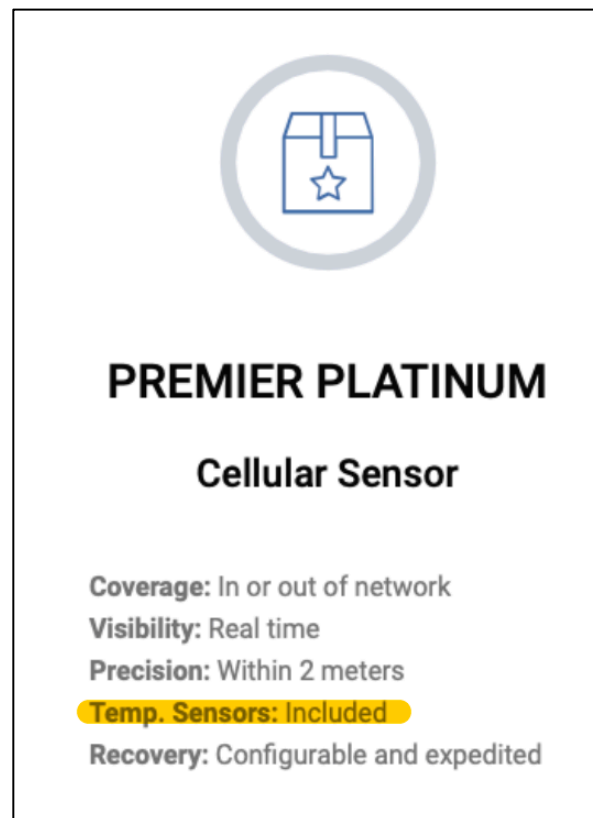 PREMIER PLATINUM
Cellular Sensor
Coverage: In or out of network
Visibility: Real time
Precision: Within 2 meters
Temp. Sensors: Included
Recovery: Configurable and expedited